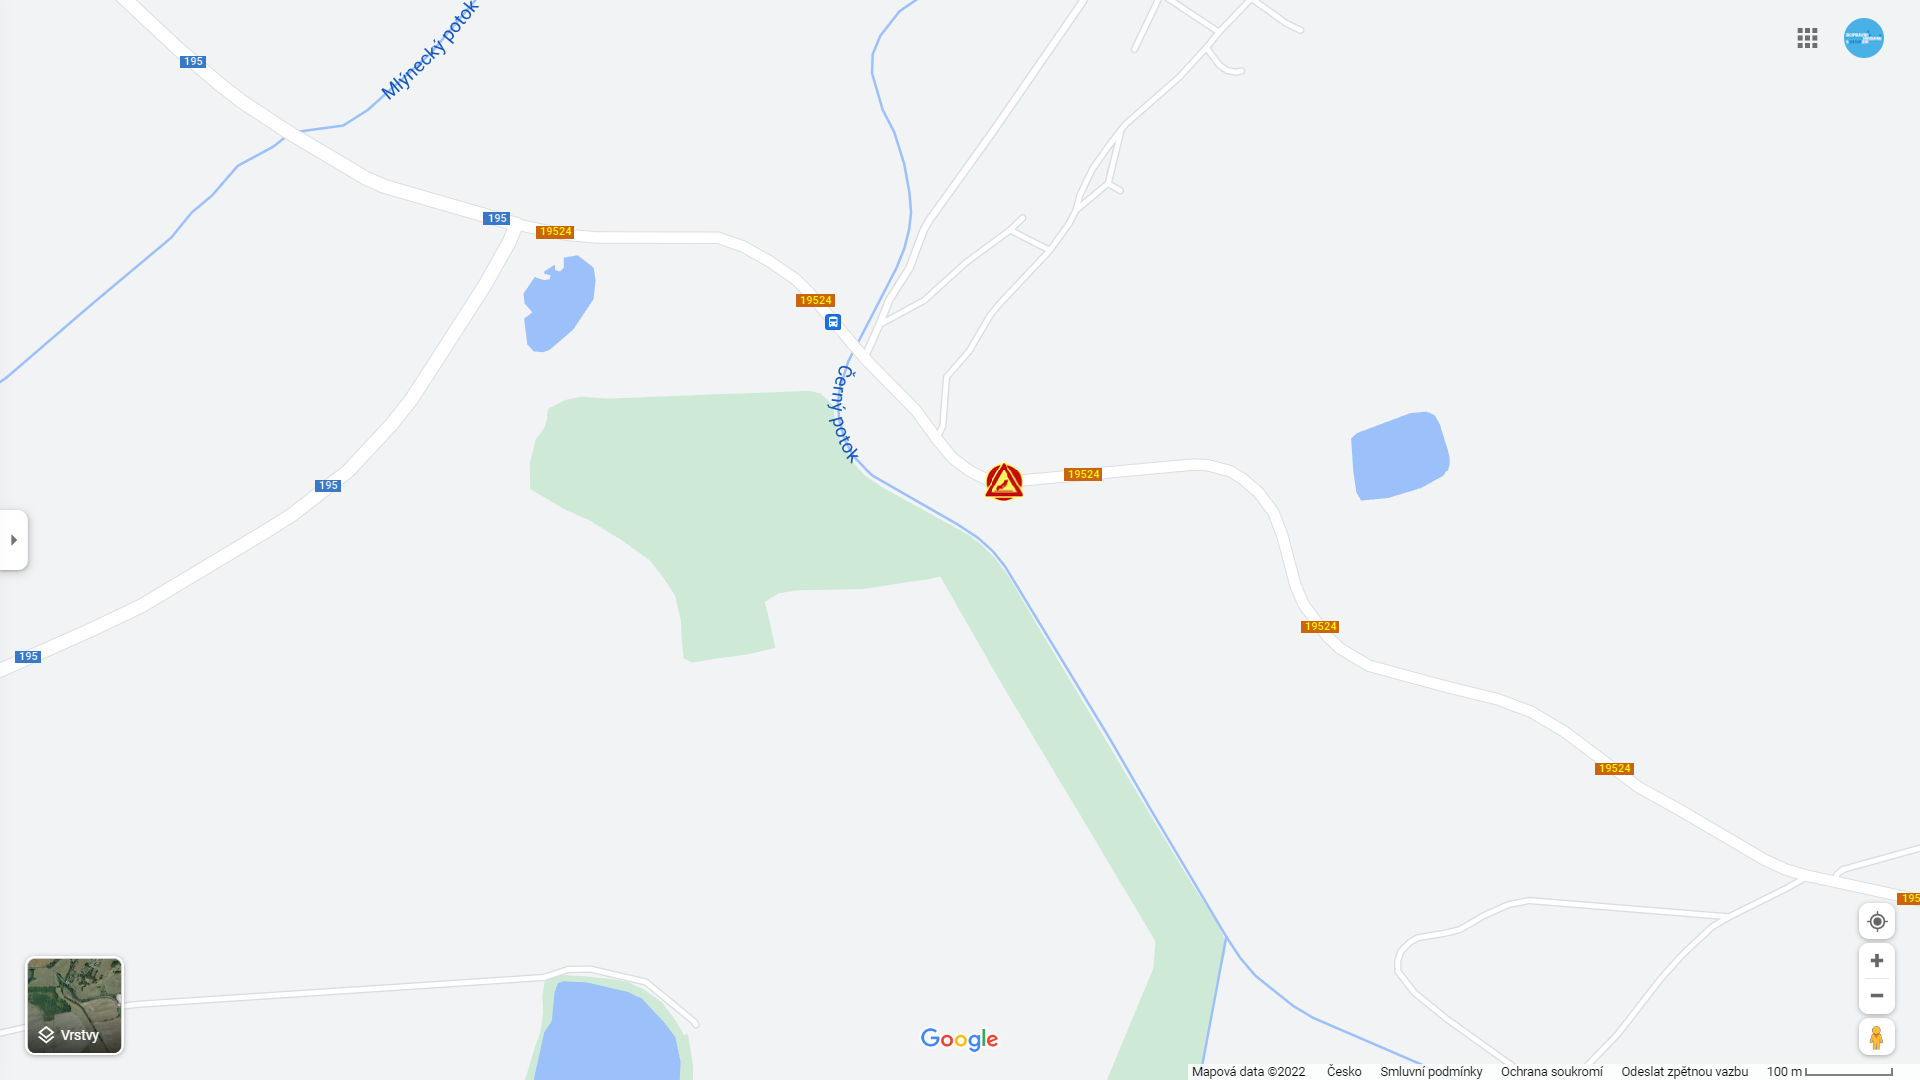 Mlýnecký potok
195
195
19524
19524
Černý potok
19524
195
19524
195
19524
195
Vrstvy
Google
Mapová data ©2022 Česko Smluvní podmínky Ochrana soukromí Odeslat zpětnou vazbu 100 m